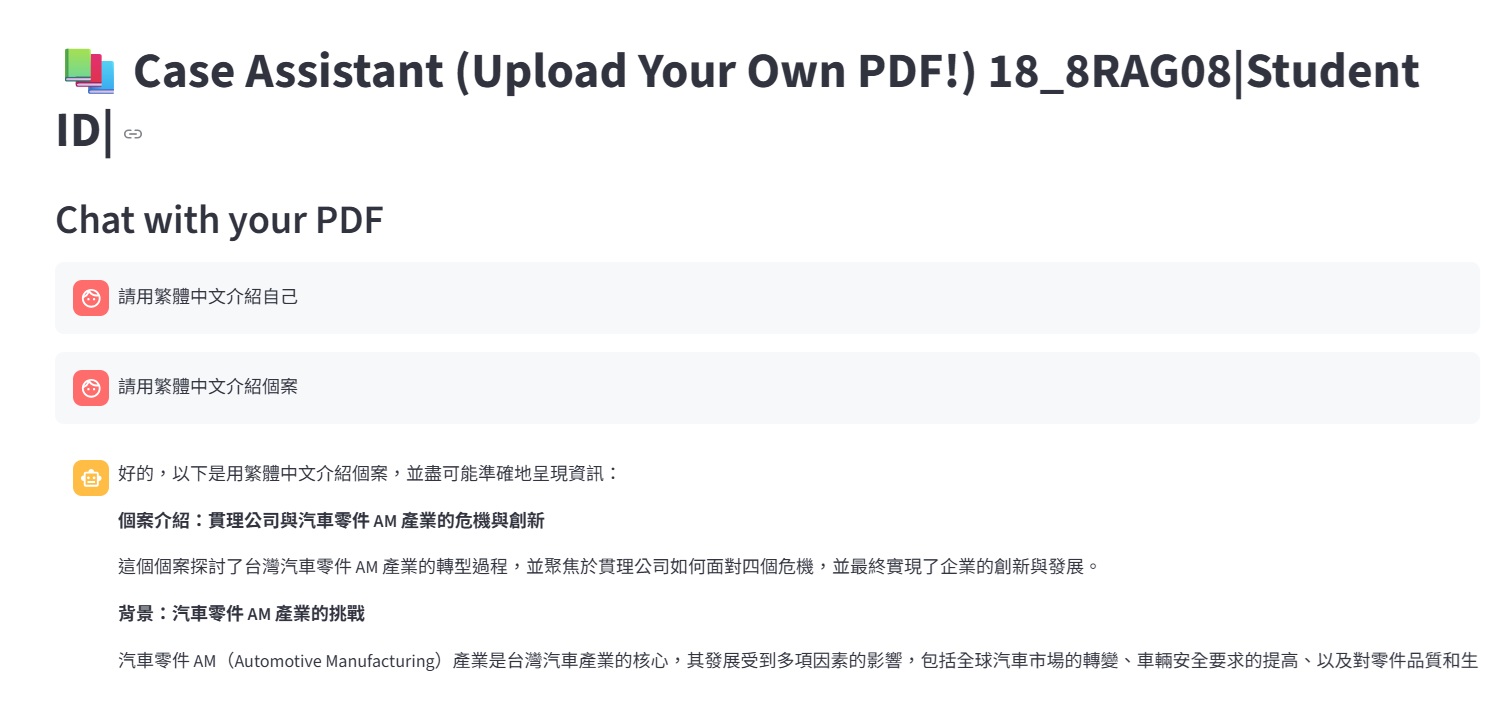 Case Assistant (Upload Your Own PDF!) 18_8RAG08|Student
ID|
Chat with your PDF
請用繁體中文介紹自己
請用繁體中文介紹個案
好的，以下是用繁體中文介紹個案，並盡可能準確地呈現資訊：
個案介紹：貫理公司與汽車零件 AM 產業的危機與創新
這個個案探討了台灣汽車零件 AM 產業的轉型過程，並聚焦於貫理公司如何面對四個危機，並最終實現了企業的創新與發展。
背景：汽車零件 AM 產業的挑戰
汽車零件 AM（Automotive Manufacturing）產業是台灣汽車產業的核心，其發展受到多項因素的影響，包括全球汽車市場的轉變、車輛安全要求的提高、以及對零件品質和生